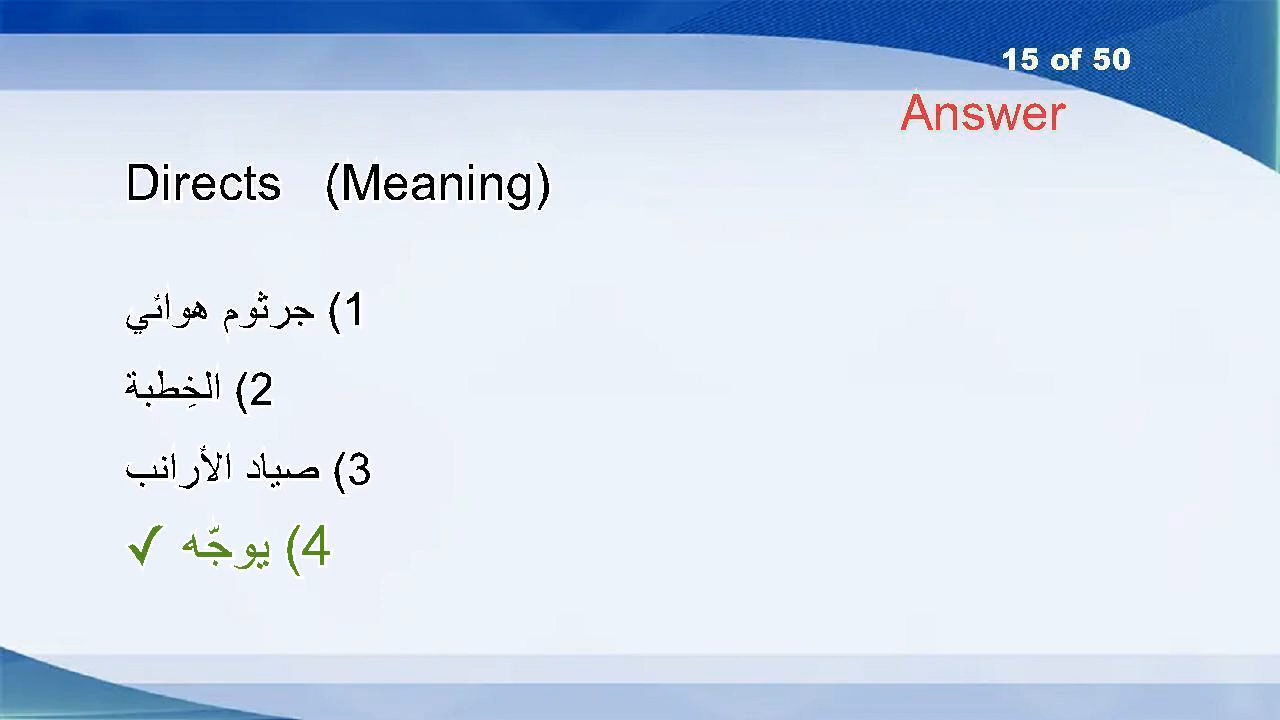 15 of 50
Answer
Directs (Meaning)
1) جرثوم هوائي
2) الخِطبة
3) صياد الأرانب
4) يوجّه ✓